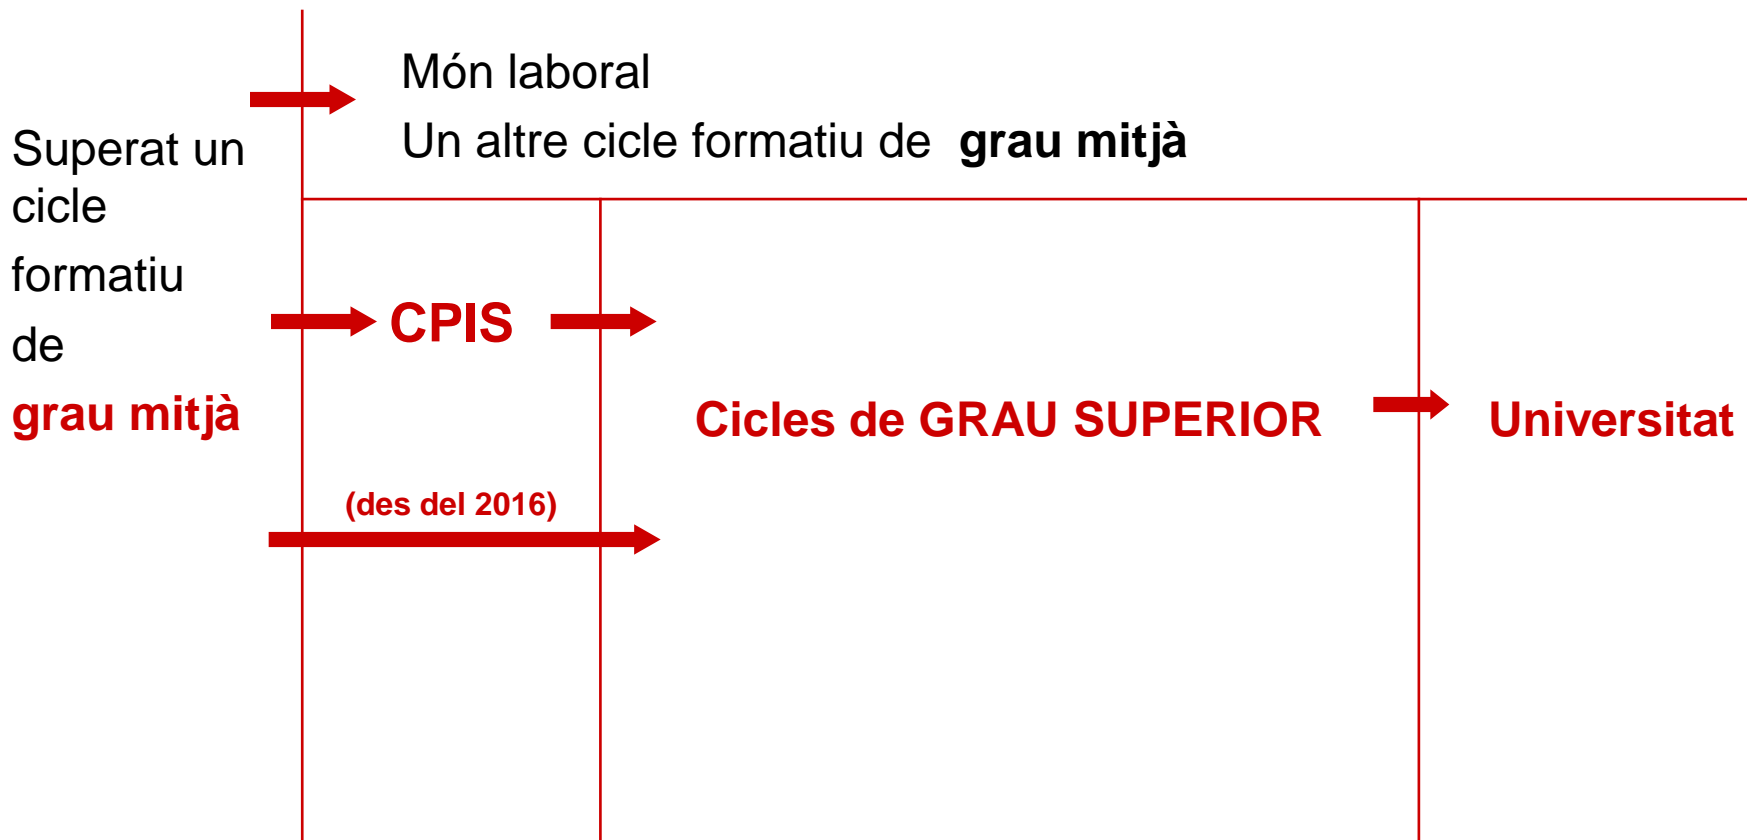 Món laboral
Un altre cicle formatiu de grau mitjà
Superat un
cicle
formatiu
de
grau mitjà
CPIS
Cicles de GRAU SUPERIOR
Universitat
(des del 2016)